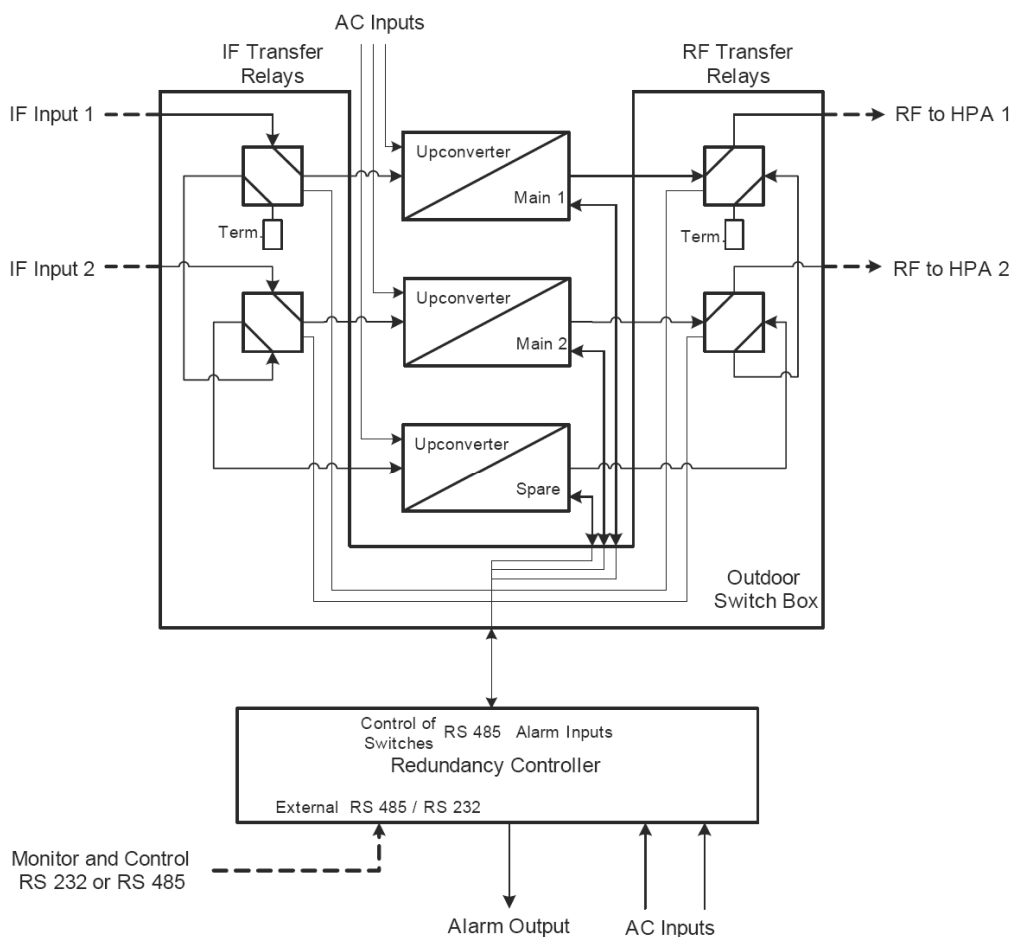 AC Inputs
IF Transfer
Relays
RF Transfer
Relays
IF Input 1
RF to HPA 1
Upconverter
Main 1
Term.
Term.
IF Input 2
RF to HPA 2
Upconverter
Main 2
Upconverter
Spare
Outdoor
Switch Box
Control of
Switches
RS 485
Alarm Inputs
Redundancy Controller
External RS 485 / RS 232
Monitor and Control
RS 232 or RS 485
Alarm Output
AC Inputs